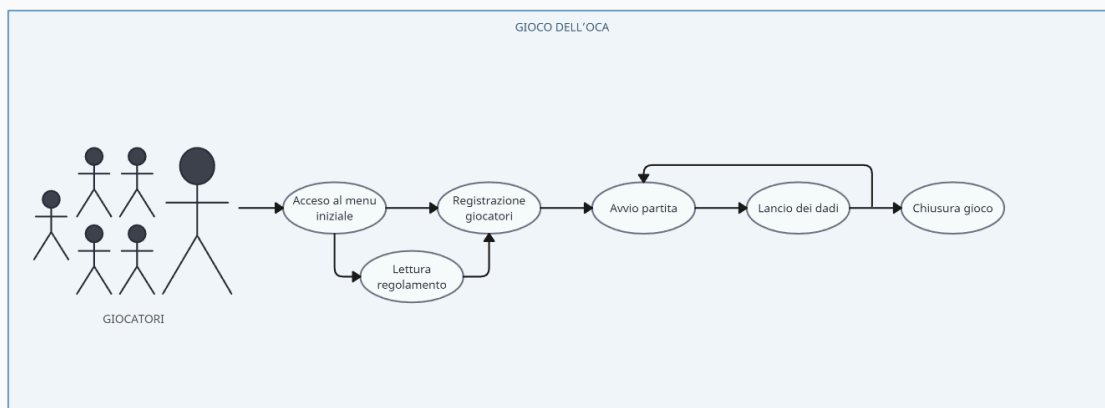 GIOCO DELL'OCA
Acceso al menu
iniziale
Registrazione
giocatori
Avvio partita
Lancio dei dadi
Chiusura gioco
Lettura
regolamento
GIOCATORI